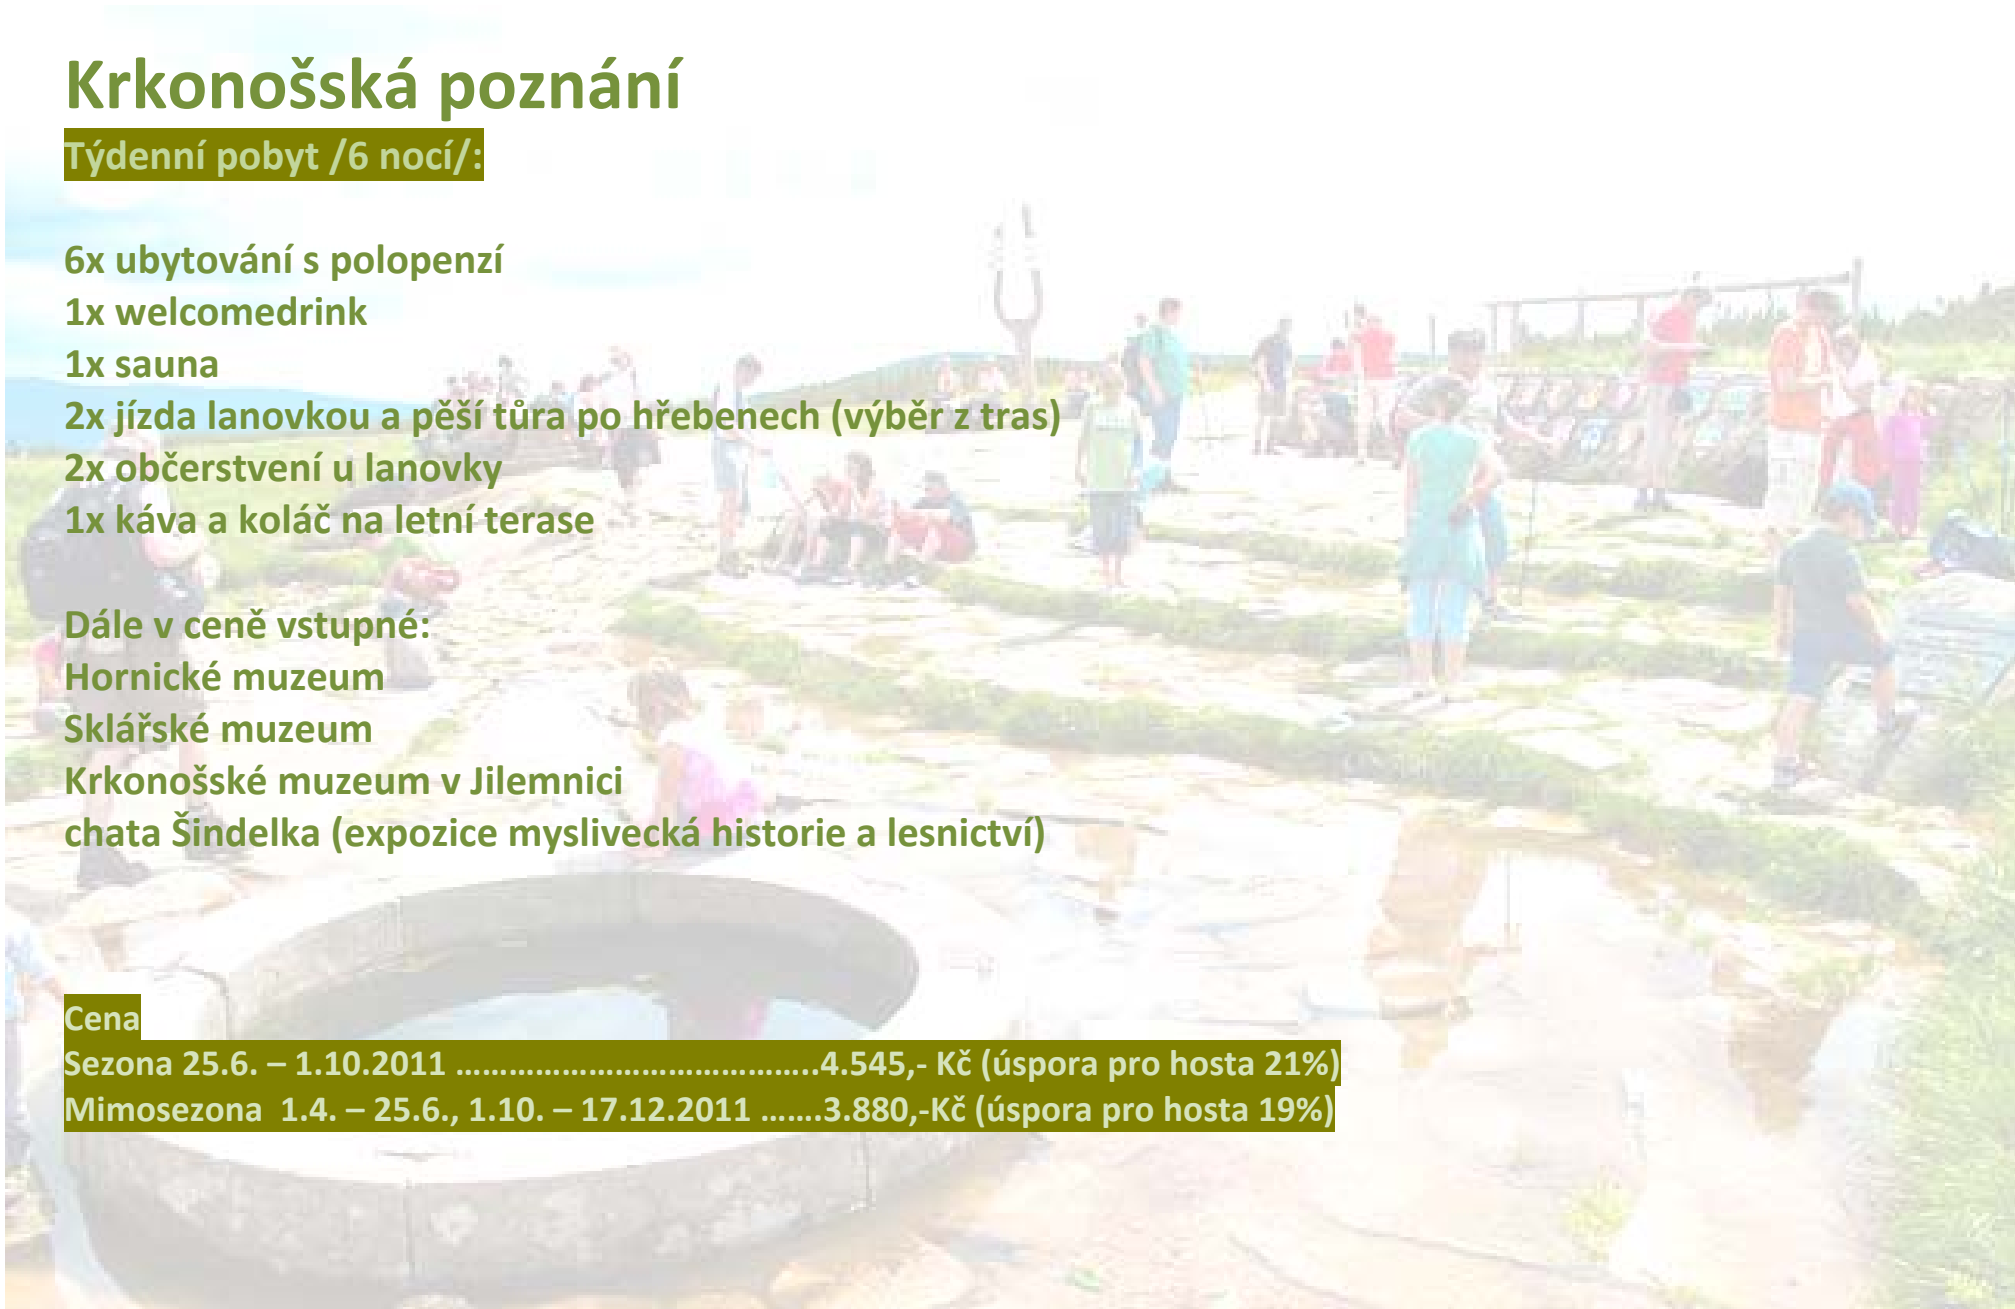 Krkonošská poznání
Týdenní pobyt /6 nocí/:
6x ubytování s polopenzí
1x welcomedrink
1x sauna
2x jízda lanovkou a pěší tůra po hřebenech (výběr z tras)
2x občerstvení u lanovky
1x káva a koláč na letní terase
Dále v ceně vstupné:
Hornické muzeum
Sklářské muzeum
Krkonošské muzeum v Jilemnici
chata Šindelka (expozice myslivecká historie a lesnictví)
Cena
Sezona 25.6. – 1.10.2011 …………………………………..4.545,- Kč (úspora pro hosta 21%)
Mimosezona  1.4. – 25.6., 1.10. – 17.12.2011 …….3.880,-Kč (úspora pro hosta 19%)